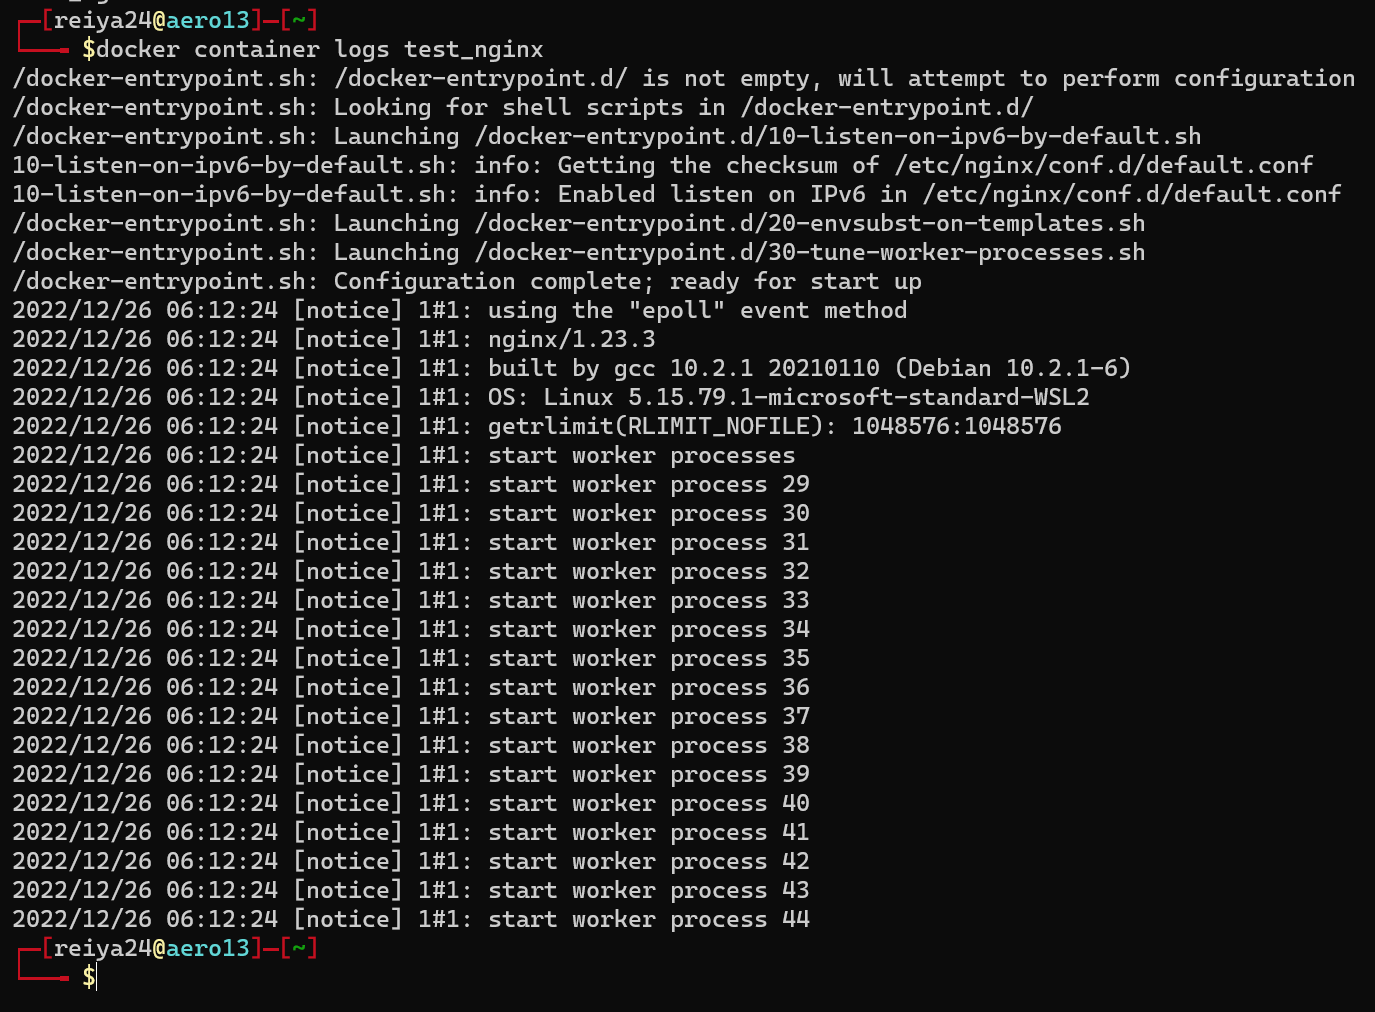 ┌─[reiya24@aero13]─[~]
└──╼ $docker container logs test_nginx
/docker-entrypoint.sh: /docker-entrypoint.d/ is not empty, will attempt to perform configuration
/docker-entrypoint.sh: Looking for shell scripts in /docker-entrypoint.d/
/docker-entrypoint.sh: Launching /docker-entrypoint.d/10-listen-on-ipv6-by-default.sh
10-listen-on-ipv6-by-default.sh: info: Getting the checksum of /etc/nginx/conf.d/default.conf
10-listen-on-ipv6-by-default.sh: info: Enabled listen on IPv6 in /etc/nginx/conf.d/default.conf
/docker-entrypoint.sh: Launching /docker-entrypoint.d/20-envsubst-on-templates.sh
/docker-entrypoint.sh: Launching /docker-entrypoint.d/30-tune-worker-processes.sh
/docker-entrypoint.sh: Configuration complete; ready for start up
2022/12/26 06:12:24 [notice] 1#1: using the "epoll" event method
2022/12/26 06:12:24 [notice] 1#1: nginx/1.23.3
2022/12/26 06:12:24 [notice] 1#1: built by gcc 10.2.1 20210110 (Debian 10.2.1-6)
2022/12/26 06:12:24 [notice] 1#1: OS: Linux 5.15.79.1-microsoft-standard-WSL2
2022/12/26 06:12:24 [notice] 1#1: getrlimit(RLIMIT_NOFILE): 1048576:1048576
2022/12/26 06:12:24 [notice] 1#1: start worker processes
2022/12/26 06:12:24 [notice] 1#1: start worker process 29
2022/12/26 06:12:24 [notice] 1#1: start worker process 30
2022/12/26 06:12:24 [notice] 1#1: start worker process 31
2022/12/26 06:12:24 [notice] 1#1: start worker process 32
2022/12/26 06:12:24 [notice] 1#1: start worker process 33
2022/12/26 06:12:24 [notice] 1#1: start worker process 34
2022/12/26 06:12:24 [notice] 1#1: start worker process 35
2022/12/26 06:12:24 [notice] 1#1: start worker process 36
2022/12/26 06:12:24 [notice] 1#1: start worker process 37
2022/12/26 06:12:24 [notice] 1#1: start worker process 38
2022/12/26 06:12:24 [notice] 1#1: start worker process 39
2022/12/26 06:12:24 [notice] 1#1: start worker process 40
2022/12/26 06:12:24 [notice] 1#1: start worker process 41
2022/12/26 06:12:24 [notice] 1#1: start worker process 42
2022/12/26 06:12:24 [notice] 1#1: start worker process 43
2022/12/26 06:12:24 [notice] 1#1: start worker process 44
┌─[reiya24@aero13]─[~]
└──╼ $